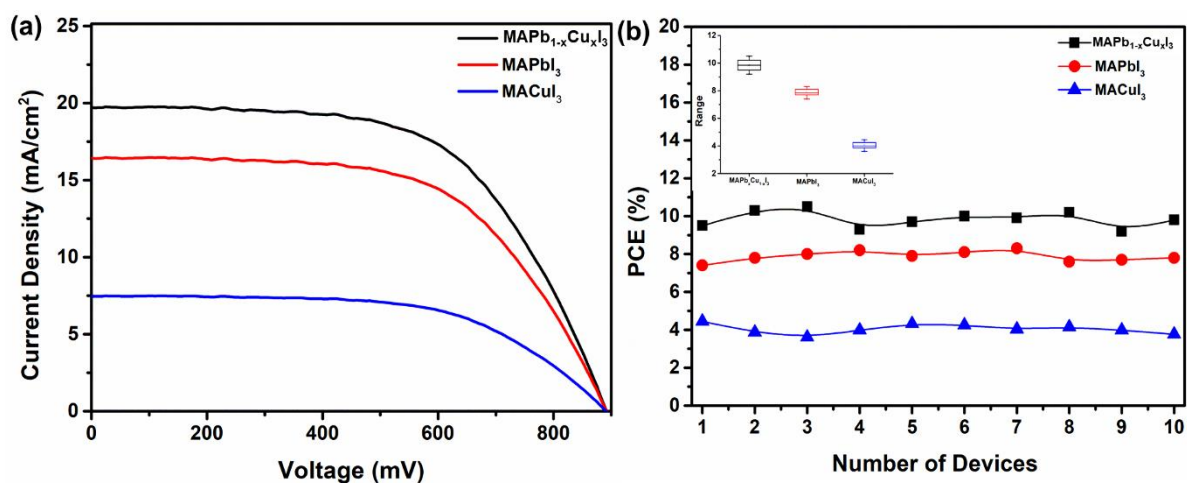 (a)
25
20
15
10
5
0
Current Density (mA/cm²)
0 200 400 600 800
Voltage (mV)
MAPb₁₋ₓCuₓI₃
MAPbI₃
MACuI₃
(b)
20
18
16
14
12
10
8
6
4
2
0
PCE (%)
1 2 3 4 5 6 7 8 9 10
Number of Devices
MAPb₁₋ₓCuₓI₃
MAPbI₃
MACuI₃
12
10
8
6
4
2
Range
MAPbₓCu₁₋ₓI₃ MAPbI₃ MACuI₃